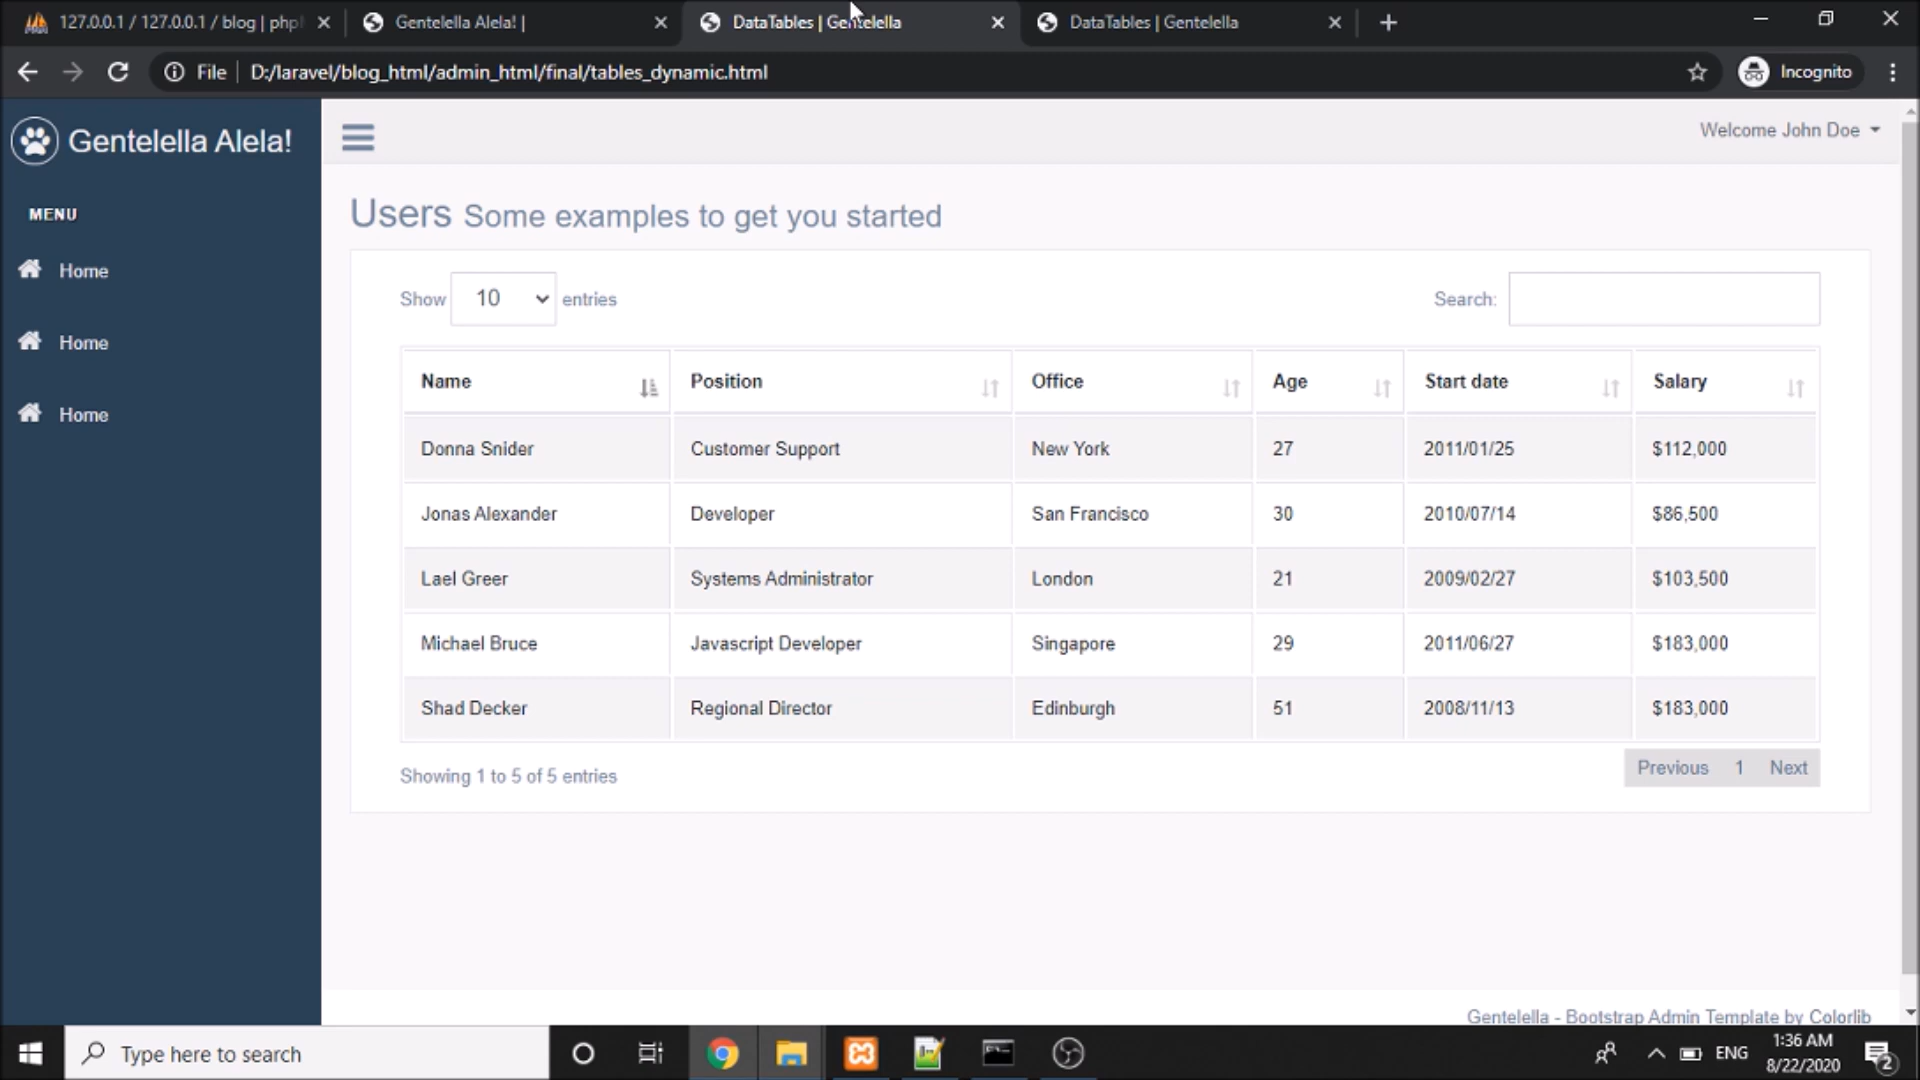 127.0.0.1 / 127.0.0.1 / blog | php
Gentelella Alela! |
DataTables | Gentelella
DataTables | Gentelella
File
D:/laravel/blog_html/admin_html/final/tables_dynamic.html
Incognito
Gentelella Alela!
Welcome John Doe
MENU
Home
Home
Home
Users Some examples to get you started
Show 10 entries
Search:
Name Position Office Age Start date Salary
Donna Snider Customer Support New York 27 2011/01/25 $112,000
Jonas Alexander Developer San Francisco 30 2010/07/14 $86,500
Lael Greer Systems Administrator London 21 2009/02/27 $103,500
Michael Bruce Javascript Developer Singapore 29 2011/06/27 $183,000
Shad Decker Regional Director Edinburgh 51 2008/11/13 $183,000
Showing 1 to 5 of 5 entries
Previous 1 Next
Gentelella - Bootstrap Admin Template by Colorlib
Type here to search
ENG
1:36 AM
8/22/2020
2